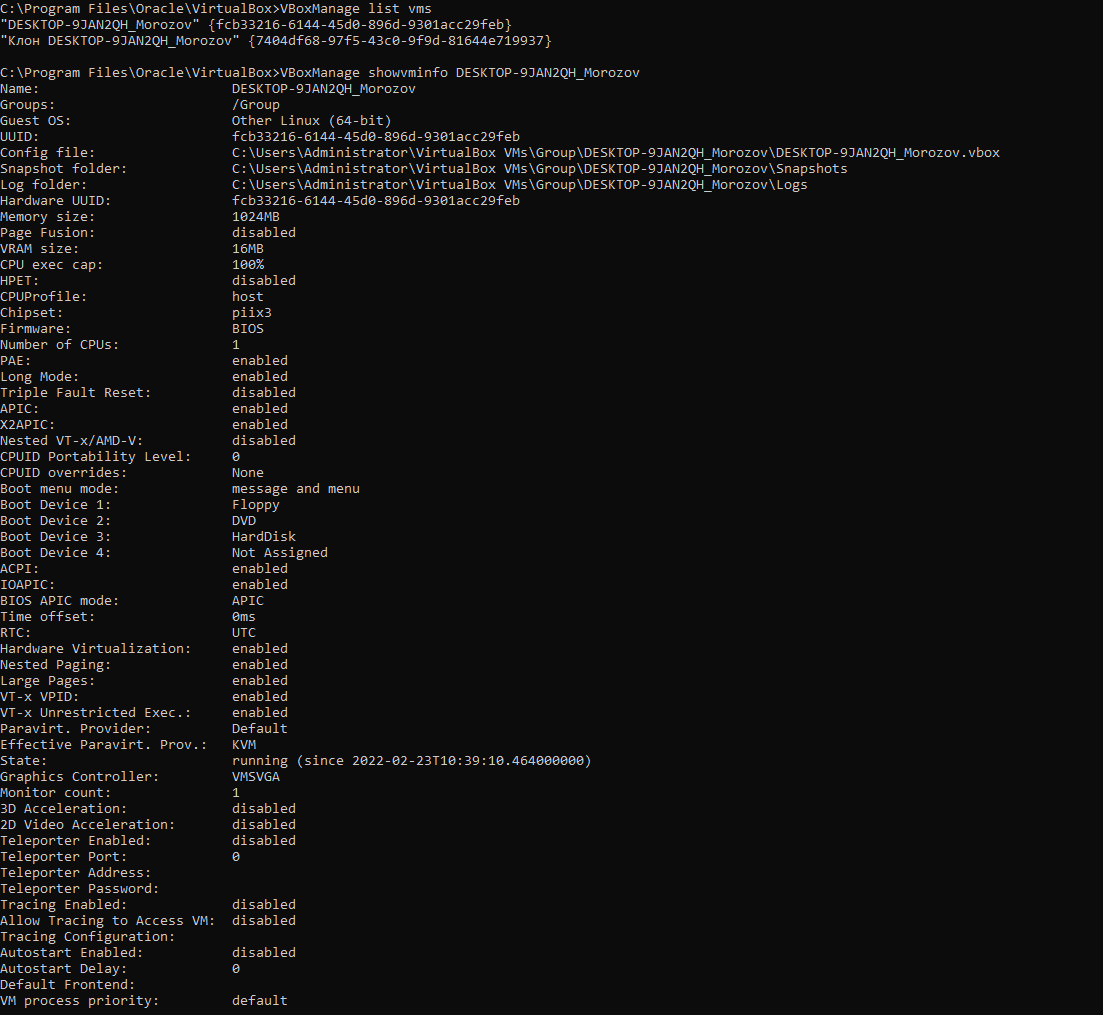 C:\Program Files\Oracle\VirtualBox>VBoxManage list vms
"DESKTOP-9JAN2QH_Morozov" {fcb33216-6144-45d0-896d-9301acc29feb}
"Клон DESKTOP-9JAN2QH_Morozov" {7404df68-97f5-43c0-9f9d-81644e719937}
C:\Program Files\Oracle\VirtualBox>VBoxManage showvminfo DESKTOP-9JAN2QH_Morozov
Name: DESKTOP-9JAN2QH_Morozov
Groups: /Group
Guest OS: Other Linux (64-bit)
UUID: fcb33216-6144-45d0-896d-9301acc29feb
Config file: C:\Users\Administrator\VirtualBox VMs\Group\DESKTOP-9JAN2QH_Morozov\DESKTOP-9JAN2QH_Morozov.vbox
Snapshot folder: C:\Users\Administrator\VirtualBox VMs\Group\DESKTOP-9JAN2QH_Morozov\Snapshots
Log folder: C:\Users\Administrator\VirtualBox VMs\Group\DESKTOP-9JAN2QH_Morozov\Logs
Hardware UUID: fcb33216-6144-45d0-896d-9301acc29feb
Memory size: 1024MB
Page Fusion: disabled
VRAM size: 16MB
CPU exec cap: 100%
HPET: disabled
CPUProfile: host
Chipset: piix3
Firmware: BIOS
Number of CPUs: 1
PAE: enabled
Long Mode: enabled
Triple Fault Reset: disabled
APIC: enabled
X2APIC: enabled
Nested VT-x/AMD-V: disabled
CPUID Portability Level: 0
CPUID overrides: None
Boot menu mode: message and menu
Boot Device 1: Floppy
Boot Device 2: DVD
Boot Device 3: HardDisk
Boot Device 4: Not Assigned
ACPI: enabled
IOAPIC: enabled
BIOS APIC mode: APIC
Time offset: 0ms
RTC: UTC
Hardware Virtualization: enabled
Nested Paging: enabled
Large Pages: enabled
VT-x VPID: enabled
VT-x Unrestricted Exec.: enabled
Paravirt. Provider: Default
Effective Paravirt. Prov.: KVM
State: running (since 2022-02-23T10:39:10.464000000)
Graphics Controller: VMSVGA
Monitor count: 1
3D Acceleration: disabled
2D Video Acceleration: disabled
Teleporter Enabled: disabled
Teleporter Port: 0
Teleporter Address:
Teleporter Password:
Tracing Enabled: disabled
Allow Tracing to Access VM: disabled
Tracing Configuration:
Autostart Enabled: disabled
Autostart Delay: 0
Default Frontend:
VM process priority: default